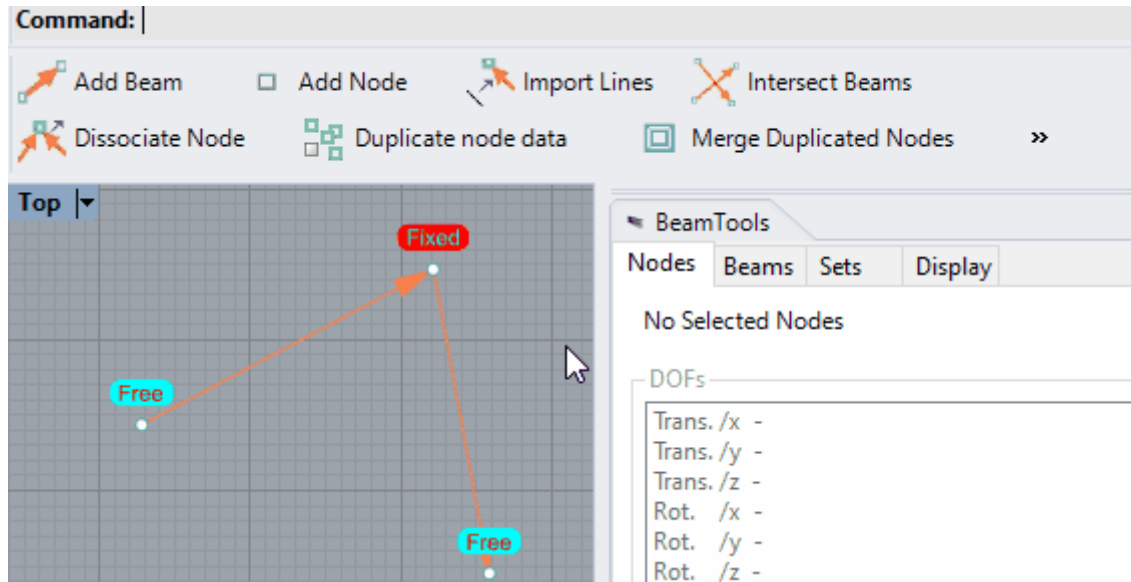 Command:
Add Beam Add Node Import Lines Intersect Beams
Dissociate Node Duplicate node data Merge Duplicated Nodes »
Top
Fixed
Free
Free
BeamTools
Nodes Beams Sets Display
No Selected Nodes
DOFs
Trans. /x -
Trans. /y -
Trans. /z -
Rot. /x -
Rot. /y -
Rot. /z -